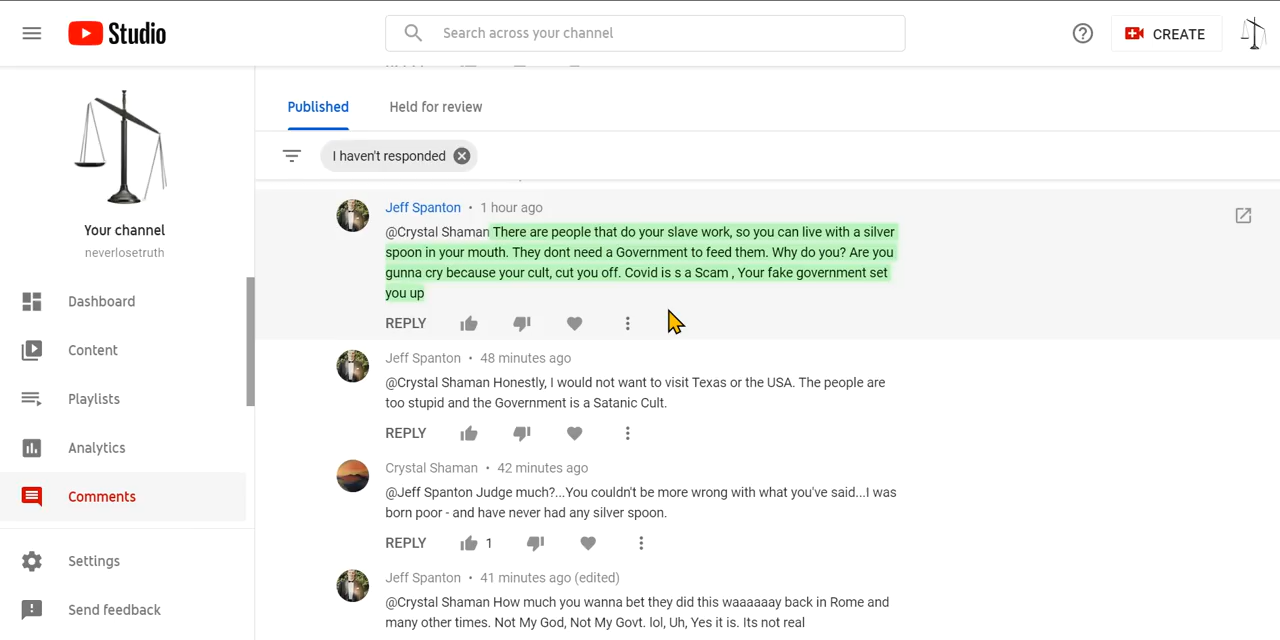 Studio
Search across your channel
CREATE
Published
Held for review
I haven't responded
Your channel
neverlosetruth
Dashboard
Content
Playlists
Analytics
Comments
Settings
Send feedback
Jeff Spanton • 1 hour ago
@Crystal Shaman There are people that do your slave work, so you can live with a silver
spoon in your mouth. They dont need a Government to feed them. Why do you? Are you
gunna cry because your cult, cut you off. Covid is s a Scam , Your fake government set
you up
REPLY
Jeff Spanton • 48 minutes ago
@Crystal Shaman Honestly, I would not want to visit Texas or the USA. The people are
too stupid and the Government is a Satanic Cult.
REPLY
Crystal Shaman • 42 minutes ago
@Jeff Spanton Judge much?...You couldn't be more wrong with what you've said...I was
born poor - and have never had any silver spoon.
REPLY 1
Jeff Spanton • 41 minutes ago (edited)
@Crystal Shaman How much you wanna bet they did this waaaaaay back in Rome and
many other times. Not My God, Not My Govt. lol, Uh, Yes it is. Its not real